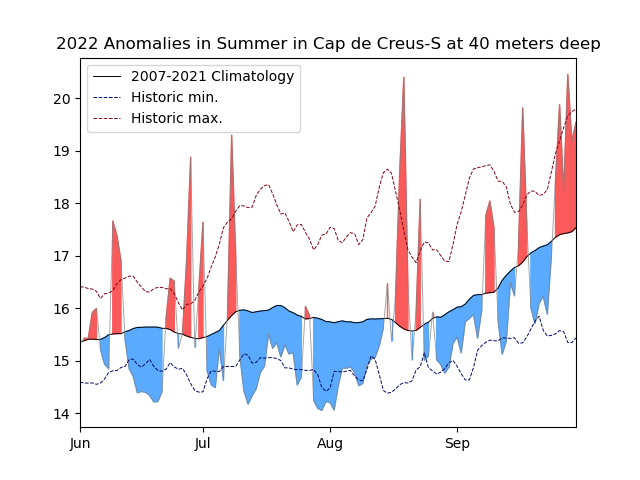 2022 Anomalies in Summer in Cap de Creus-S at 40 meters deep
2007-2021 Climatology
Historic min.
Historic max.
20
19
18
17
16
15
14
Jun Jul Aug Sep